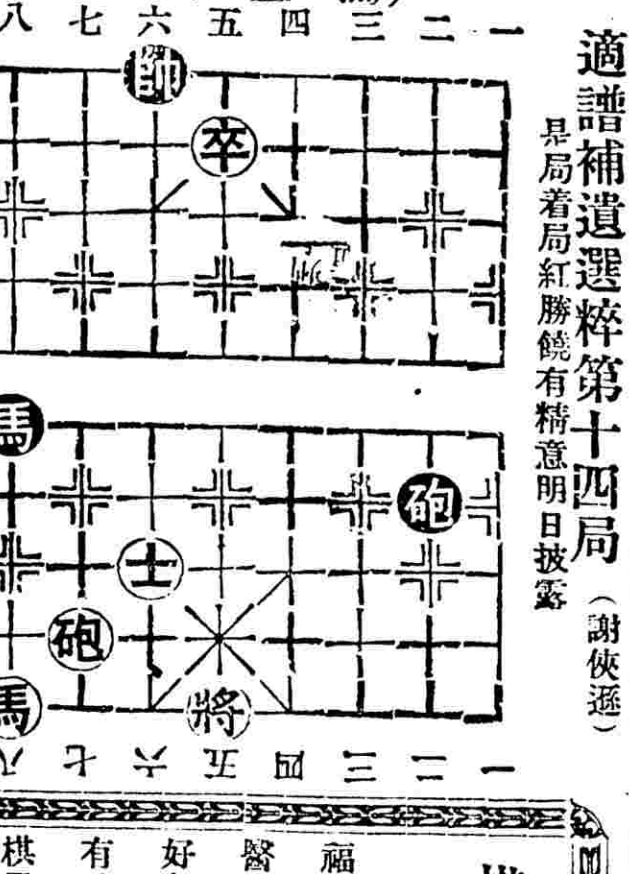 適譜補遺選粹第十四局(謝俠遜)
是局着局紅勝饒有精意明日披露
八 七 六 五 四 三 二 一
帥
卒
馬
砲
士
砲
馬 將
八 七 六 五 四 三 二 一
棋 有 好 醫 福